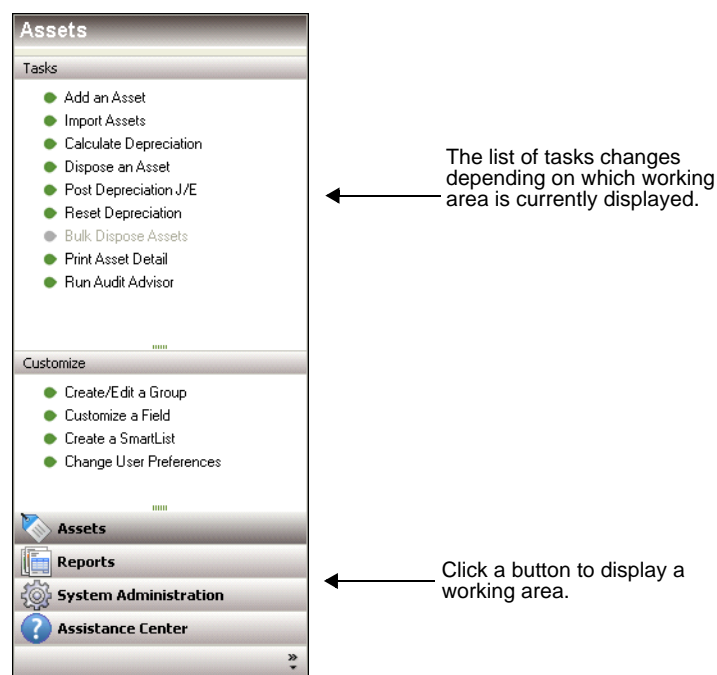 Assets
Tasks
Add an Asset
Import Assets
Calculate Depreciation
Dispose an Asset
Post Depreciation J/E
Reset Depreciation
Bulk Dispose Assets
Print Asset Detail
Run Audit Advisor
Customize
Create/Edit a Group
Customize a Field
Create a SmartList
Change User Preferences
Assets
Reports
System Administration
Assistance Center
The list of tasks changes
depending on which working
area is currently displayed.
Click a button to display a
working area.